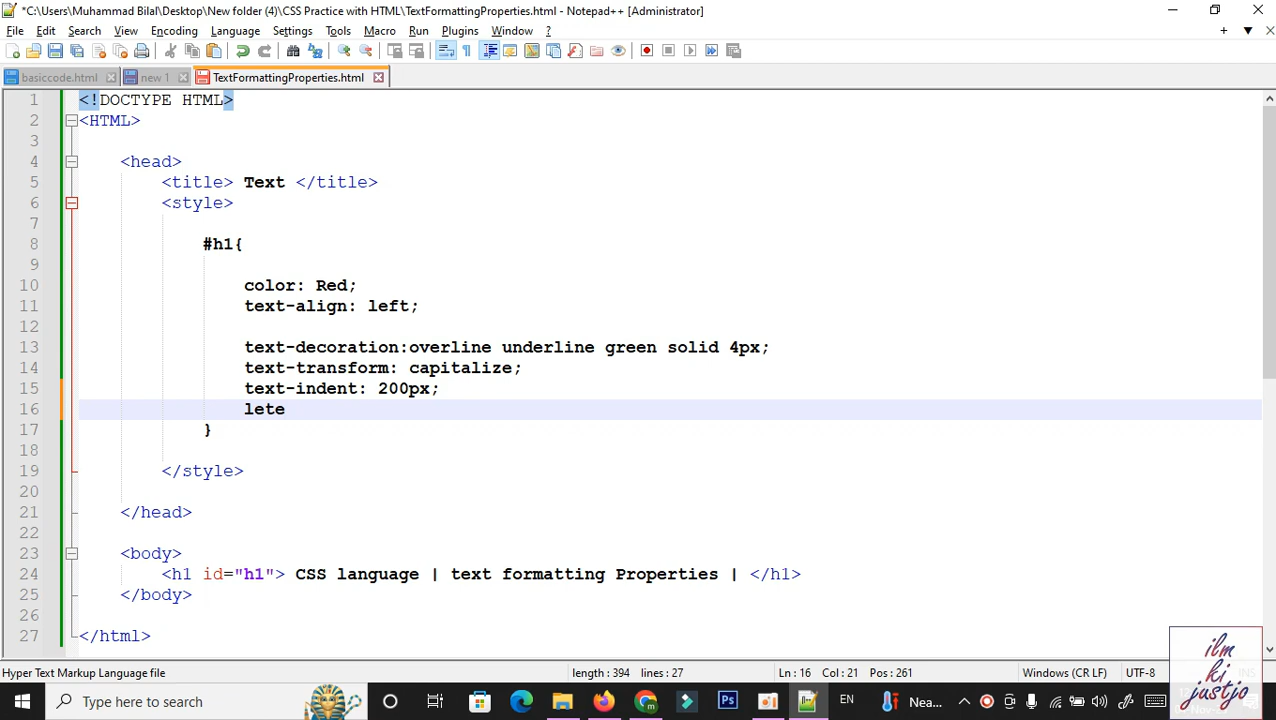 *C:\Users\Muhammad Bilal\Desktop\New folder (4)\CSS Practice with HTML\TextFormattingProperties.html - Notepad++ [Administrator]
File Edit Search View Encoding Language Settings Tools Macro Run Plugins Window ?
basiccode.html new 1 TextFormattingProperties.html
1 <!DOCTYPE HTML>
2 <HTML>
3
4 <head>
5 <title> Text </title>
6 <style>
7
8 #h1{
9
10 color: Red;
11 text-align: left;
12
13 text-decoration:overline underline green solid 4px;
14 text-transform: capitalize;
15 text-indent: 200px;
16 lete
17 }
18
19 </style>
20
21 </head>
22
23 <body>
24 <h1 id="h1"> CSS language | text formatting Properties | </h1>
25 </body>
26
27 </html>
Hyper Text Markup Language file length : 394 lines : 27 Ln : 16 Col : 21 Pos : 261 Windows (CR LF) UTF-8 INS
Type here to search EN Nea...
ilm
ki
justjo